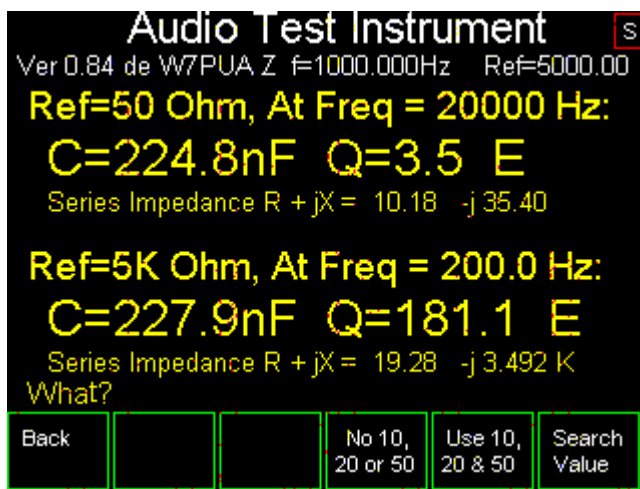 Audio Test Instrument S
Ver 0.84 de W7PUA Z f=1000.000Hz Ref=5000.00
Ref=50 Ohm, At Freq = 20000 Hz:
C=224.8nF Q=3.5 E
Series Impedance R + jX = 10.18 -j 35.40
Ref=5K Ohm, At Freq = 200.0 Hz:
C=227.9nF Q=181.1 E
Series Impedance R + jX = 19.28 -j 3.492 K
What?
Back No 10, Use 10, Search
20 or 50 20 & 50 Value